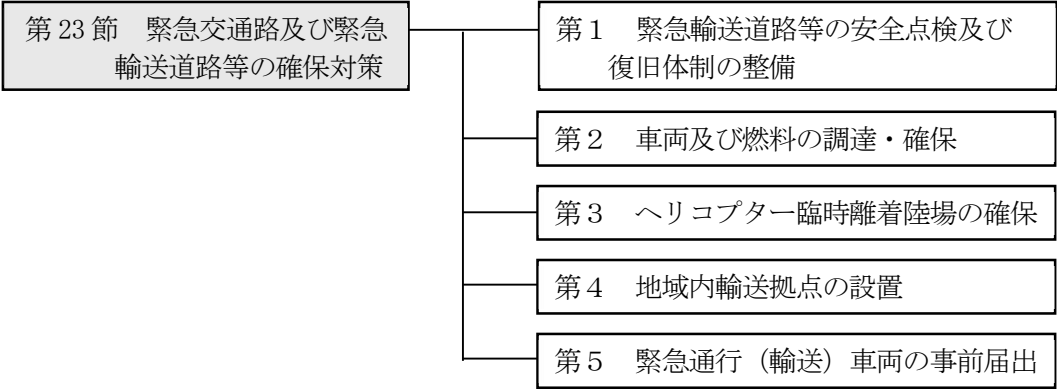 第 23 節　緊急交通路及び緊急
輸送道路等の確保対策
第１　緊急輸送道路等の安全点検及び
復旧体制の整備
第２　車両及び燃料の調達・確保
第３　ヘリコプター臨時離着陸場の確保
第４　地域内輸送拠点の設置
第５　緊急通行（輸送）車両の事前届出